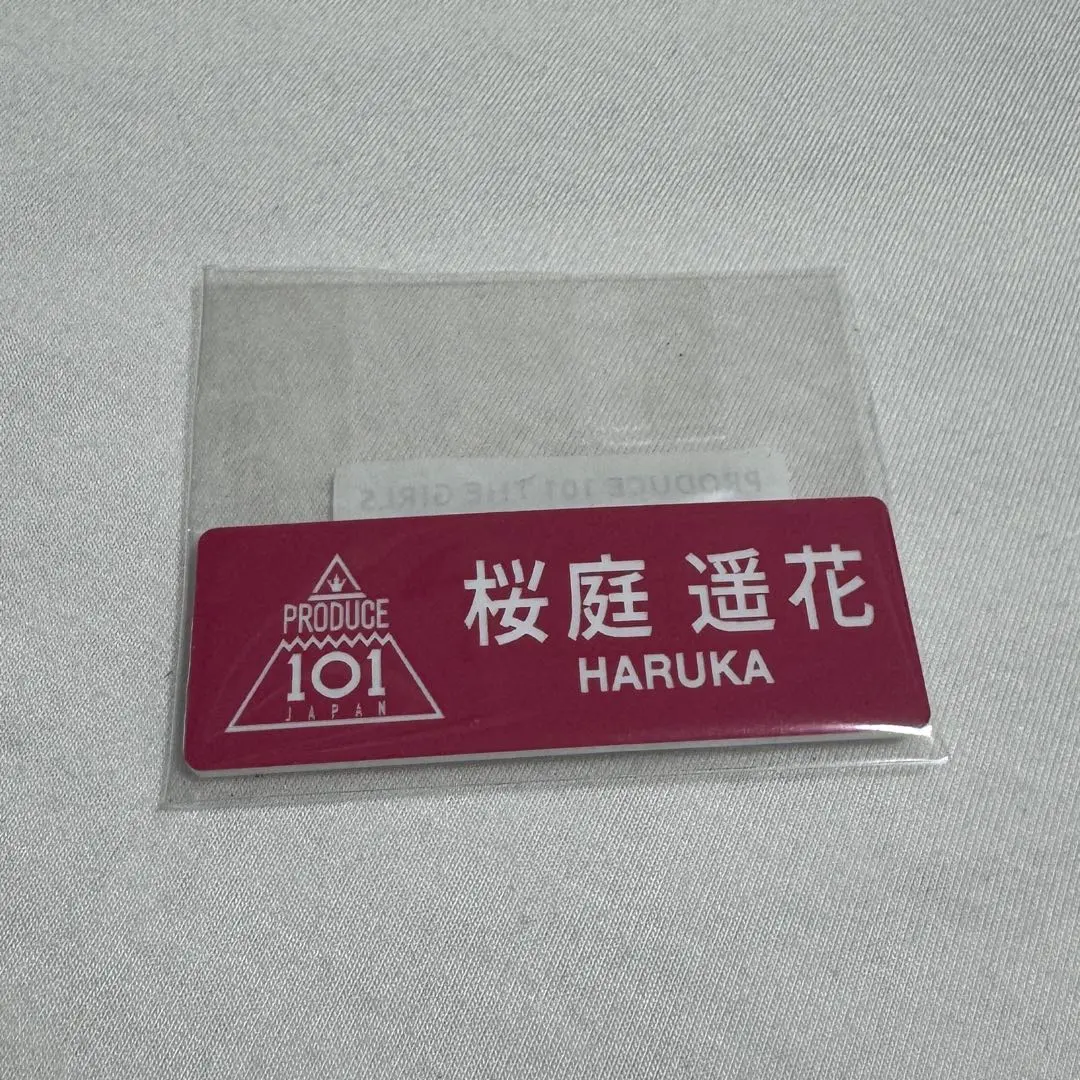 PRODUCE 101 THE GIRLS
PRODUCE
101
JAPAN
桜庭 遥花
HARUKA